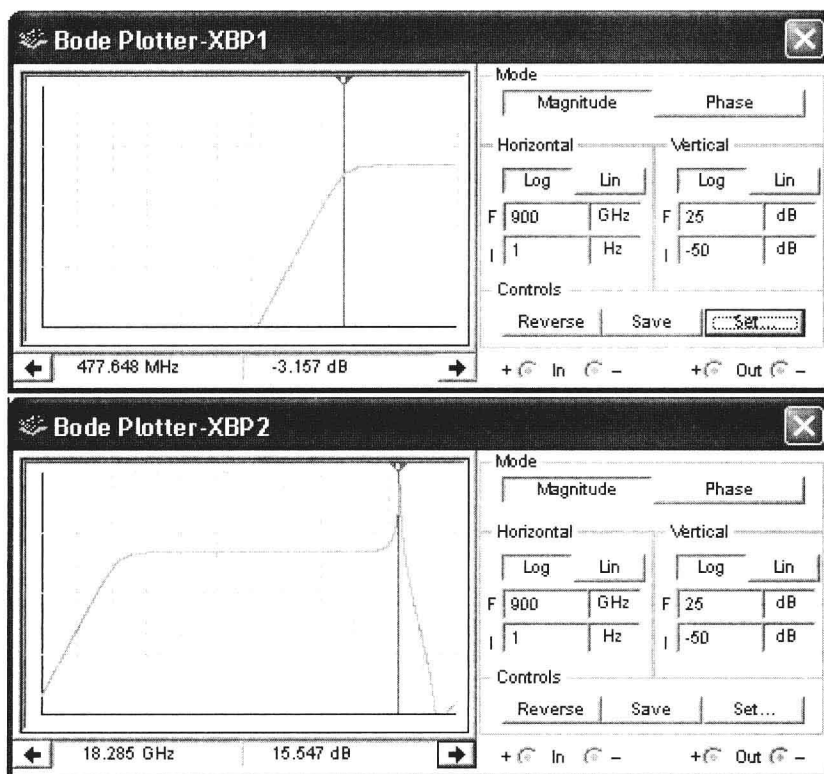 Bode Plotter-XBP1
Mode
Magnitude Phase
Horizontal Vertical
Log Lin Log Lin
F 900 GHz F 25 dB
I 1 Hz I -50 dB
Controls
Reverse Save Set...
477.648 MHz -3.157 dB + In - + Out -
Bode Plotter-XBP2
Mode
Magnitude Phase
Horizontal Vertical
Log Lin Log Lin
F 900 GHz F 25 dB
I 1 Hz I -50 dB
Controls
Reverse Save Set...
18.285 GHz 15.547 dB + In - + Out -